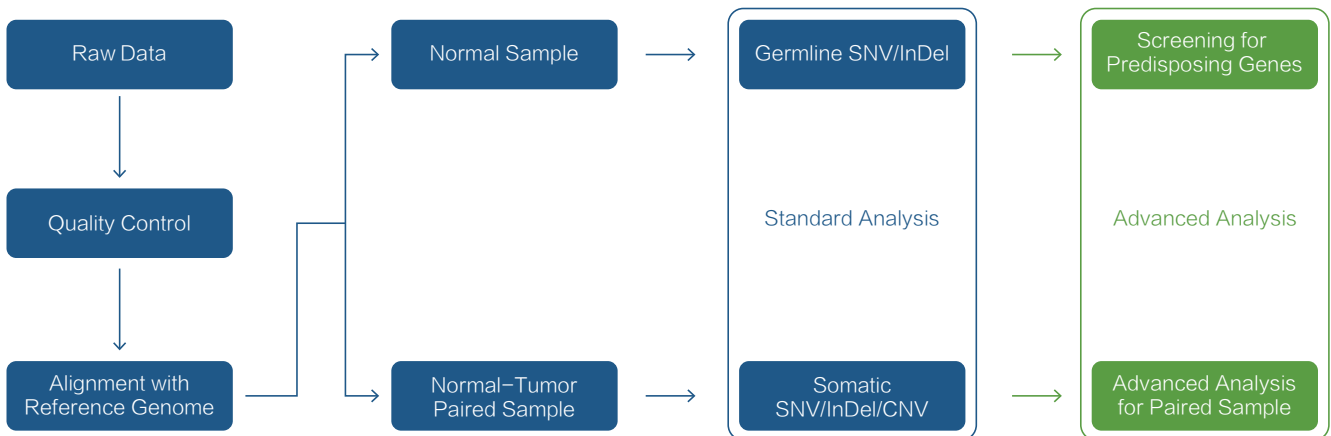 Raw Data
Normal Sample
Germline SNV/InDel
Screening for
Predisposing Genes
Quality Control
Standard Analysis
Advanced Analysis
Alignment with
Reference Genome
Normal-Tumor
Paired Sample
Somatic
SNV/InDel/CNV
Advanced Analysis
for Paired Sample